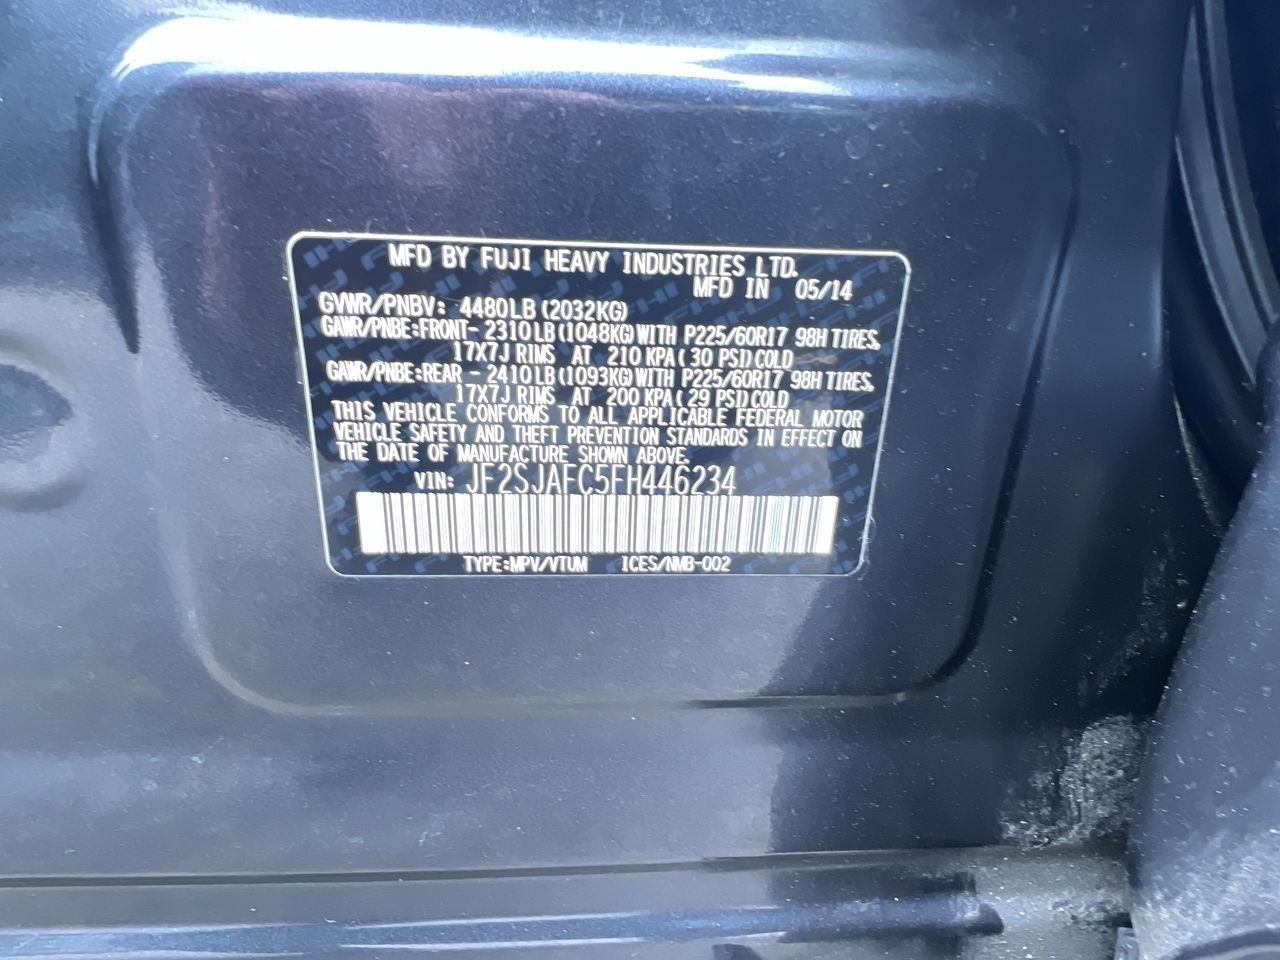 MFD BY FUJI HEAVY INDUSTRIES LTD.
MFD IN 05/14
GVWR/PNBV: 4480LB (2032KG)
GAWR/PNBE:FRONT- 2310LB (1048KG) WITH P225/60R17 98H TIRES,
17X7J RIMS AT 210 KPA ( 30 PSI) COLD
GAWR/PNBE:REAR - 2410LB (1093KG) WITH P225/60R17 98H TIRES,
17X7J RIMS AT 200 KPA ( 29 PSI) COLD
THIS VEHICLE CONFORMS TO ALL APPLICABLE FEDERAL MOTOR
VEHICLE SAFETY AND THEFT PREVENTION STANDARDS IN EFFECT ON
THE DATE OF MANUFACTURE SHOWN ABOVE.
VIN: JF2SJAFC5FH446234
TYPE:MPV/VTUM ICES/NMB-002